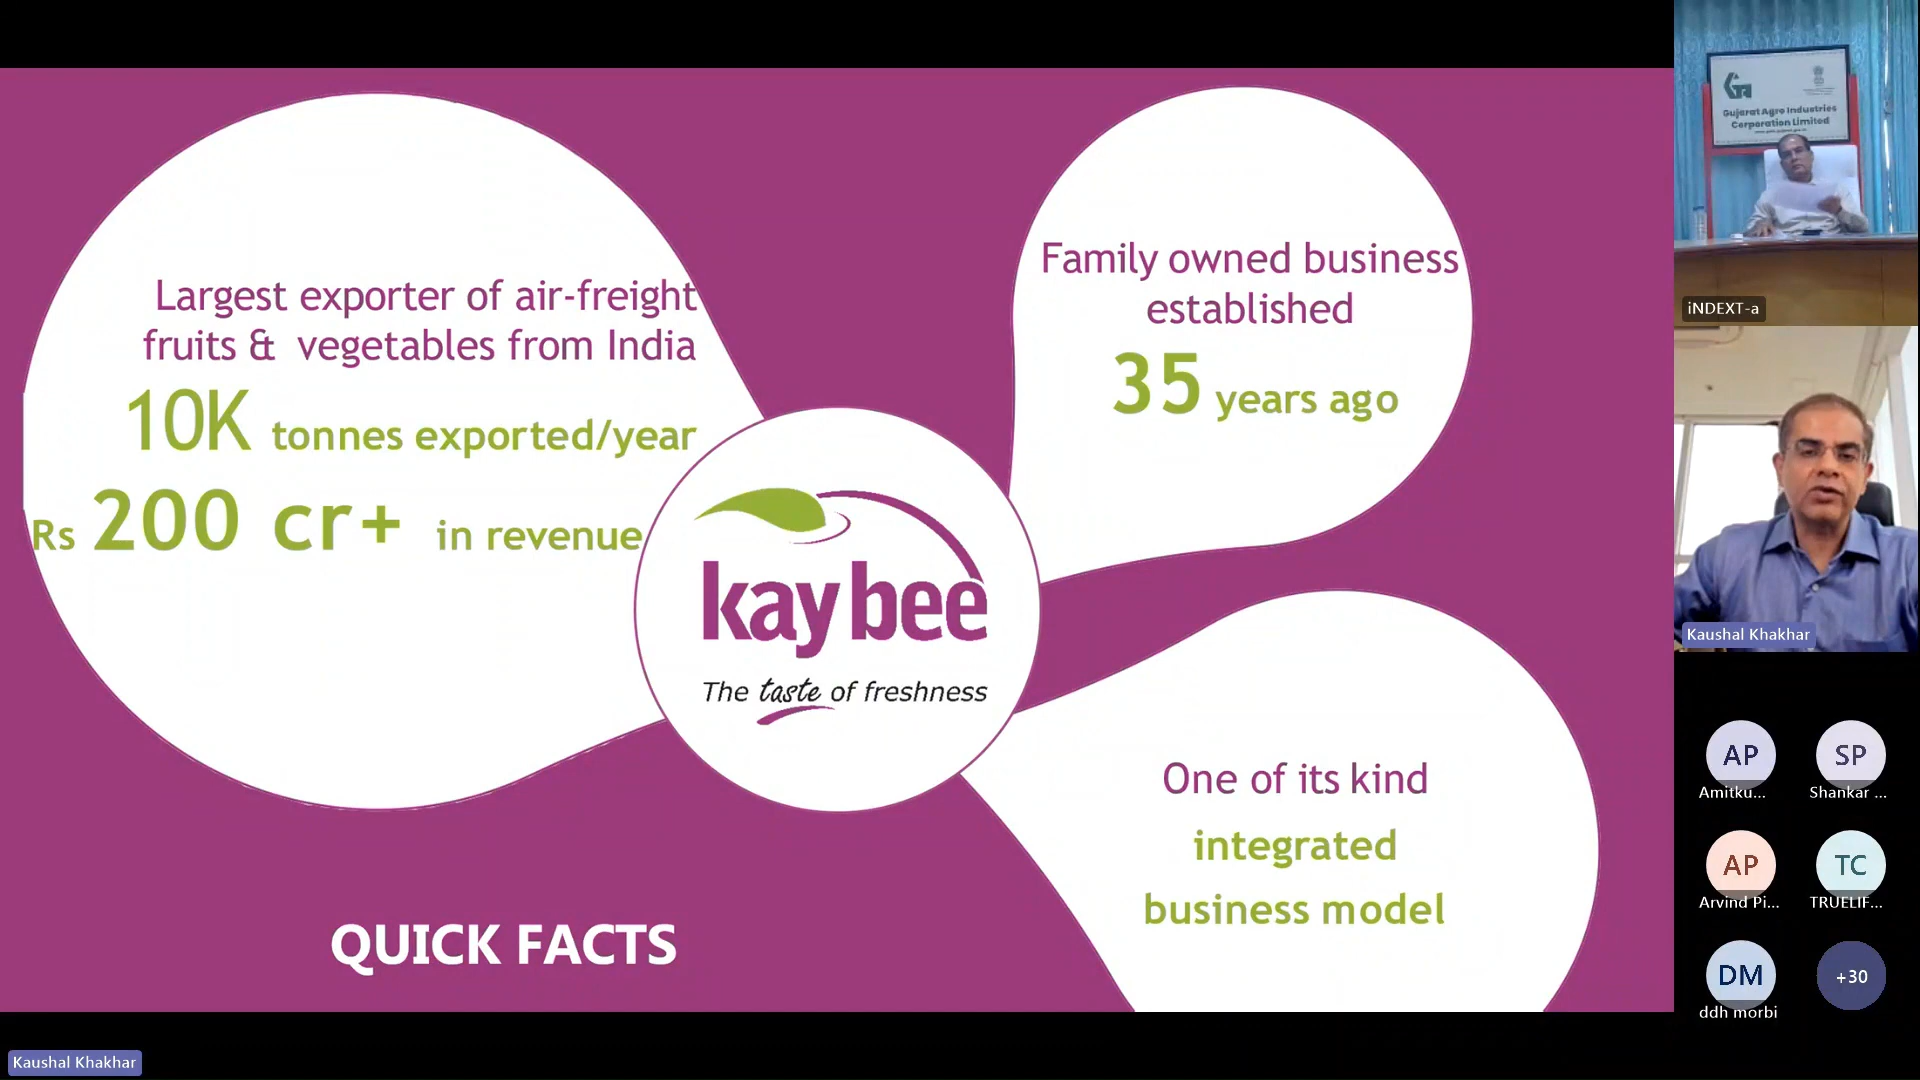 Largest exporter of air-freight
fruits & vegetables from India
10K tonnes exported/year
Rs 200 cr+ in revenue
Family owned business
established
35 years ago
kay bee
The taste of freshness
One of its kind
integrated
business model
QUICK FACTS
Kaushal Khakhar
Gujarat Agro Industries
Corporation Limited
iNDEXT-a
Kaushal Khakhar
AP
Amitku...
SP
Shankar ...
AP
Arvind Pi...
TC
TRUELIF...
DM
ddh morbi
+30